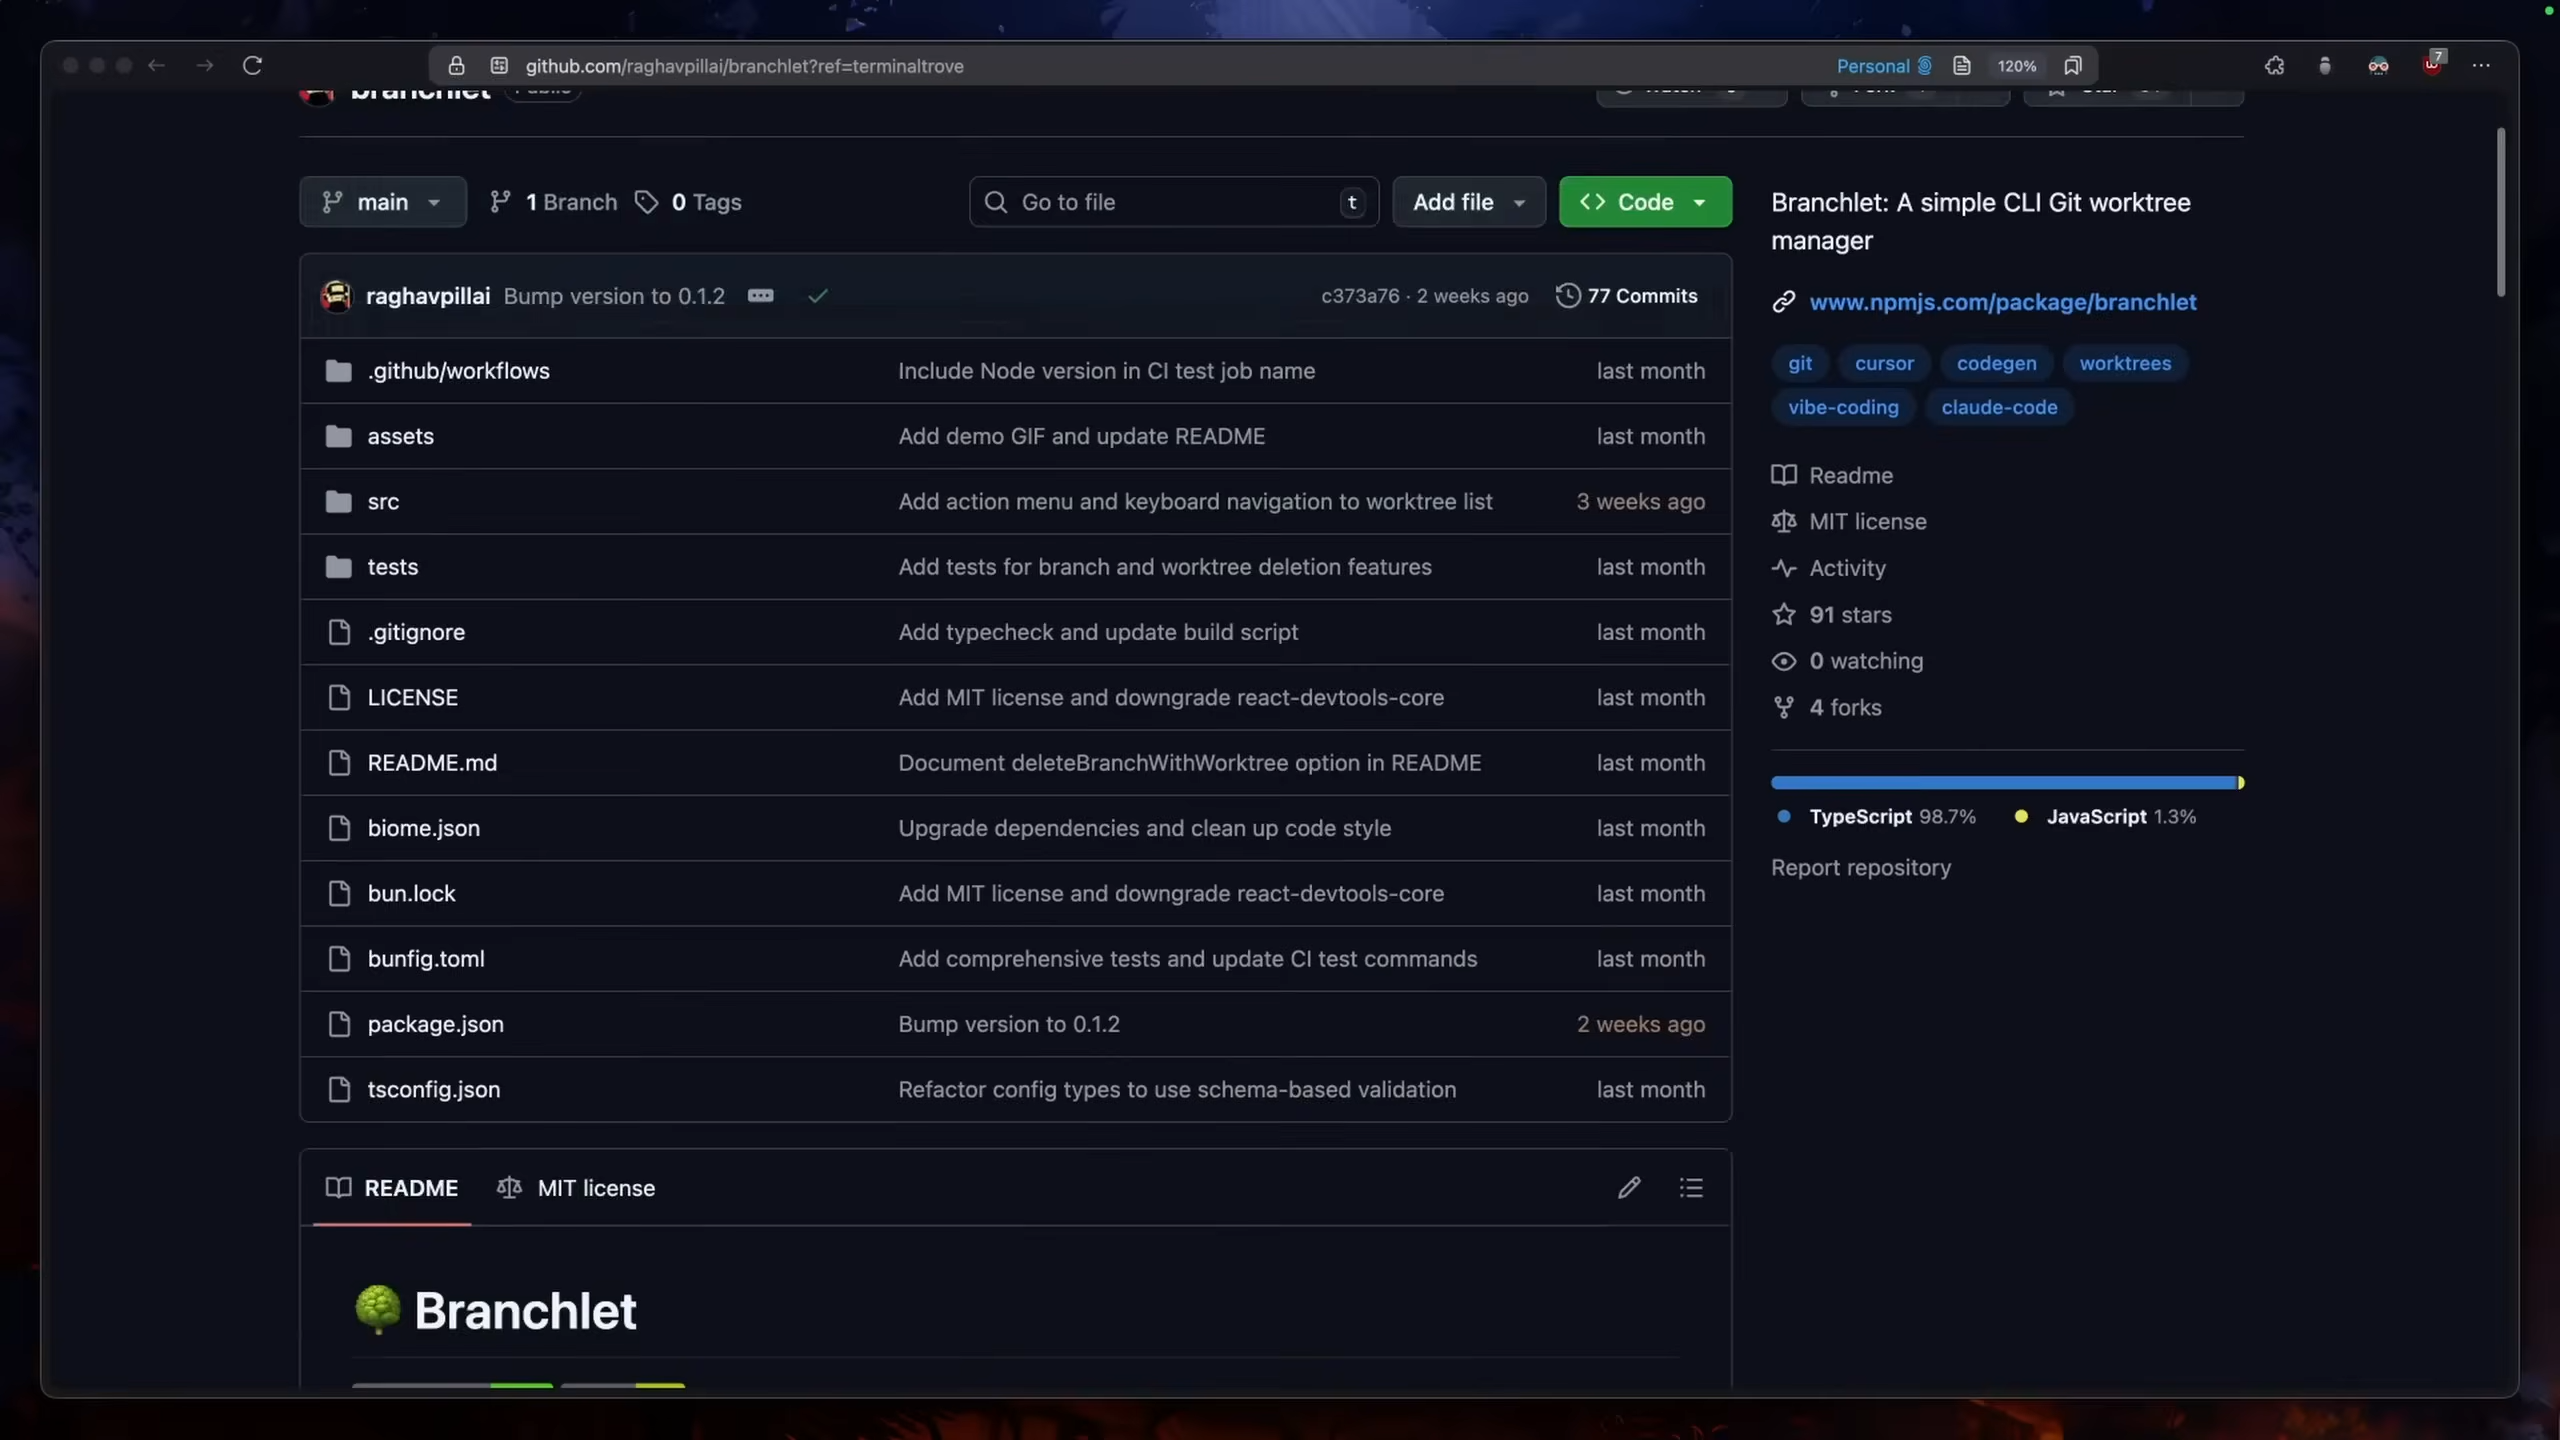 github.com/raghavpillai/branchlet?ref=terminaltrove
Personal
120%
7
branchlet Public
main
1 Branch
0 Tags
Go to file
t
Add file
Code
raghavpillai Bump version to 0.1.2
c373a76 · 2 weeks ago
77 Commits
.github/workflows Include Node version in CI test job name last month
assets Add demo GIF and update README last month
src Add action menu and keyboard navigation to worktree list 3 weeks ago
tests Add tests for branch and worktree deletion features last month
.gitignore Add typecheck and update build script last month
LICENSE Add MIT license and downgrade react-devtools-core last month
README.md Document deleteBranchWithWorktree option in README last month
biome.json Upgrade dependencies and clean up code style last month
bun.lock Add MIT license and downgrade react-devtools-core last month
bunfig.toml Add comprehensive tests and update CI test commands last month
package.json Bump version to 0.1.2 2 weeks ago
tsconfig.json Refactor config types to use schema-based validation last month
README
MIT license
Branchlet
Branchlet: A simple CLI Git worktree
manager
www.npmjs.com/package/branchlet
git cursor codegen worktrees
vibe-coding claude-code
Readme
MIT license
Activity
91 stars
0 watching
4 forks
TypeScript 98.7% JavaScript 1.3%
Report repository